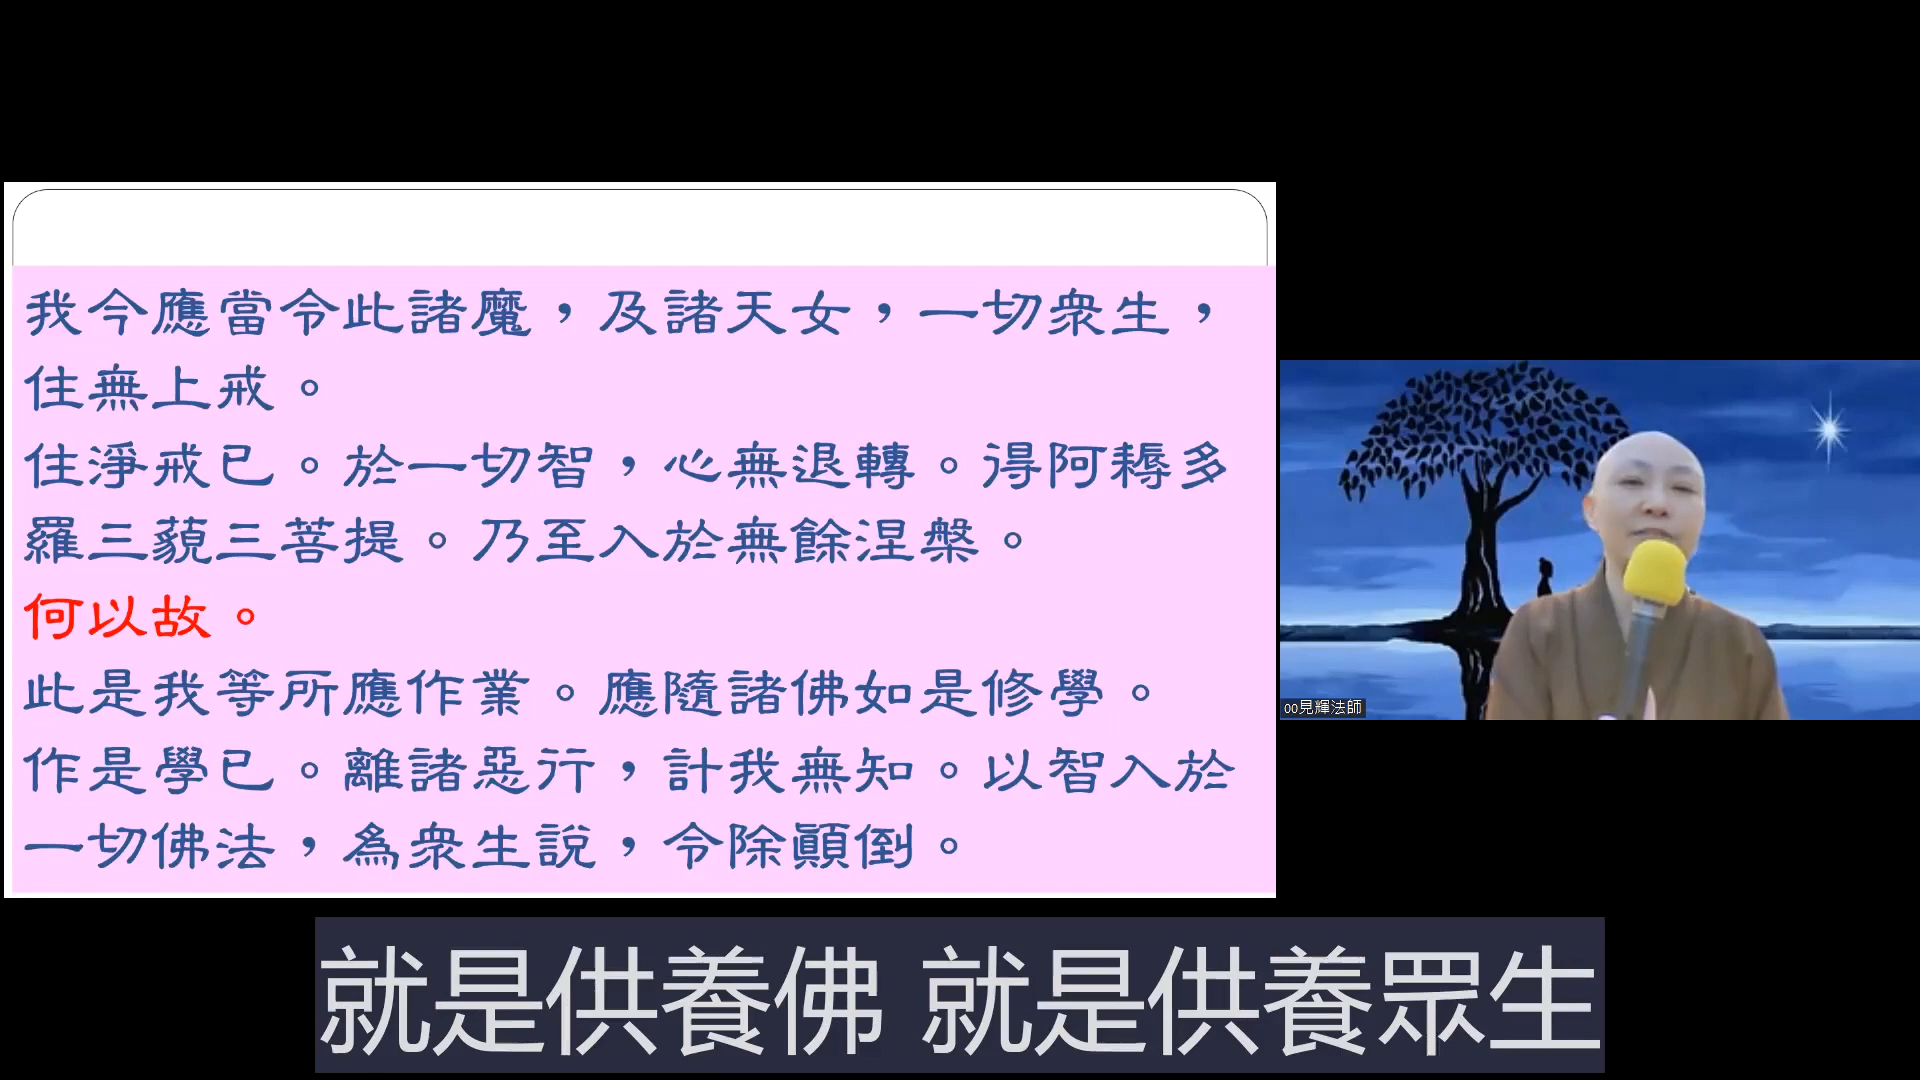 我今應當令此諸魔，及諸天女，一切衆生，
住無上戒。
住淨戒已。於一切智，心無退轉。得阿耨多
羅三藐三菩提。乃至入於無餘涅槃。
何以故。
此是我等所應作業。應隨諸佛如是修學。
作是學已。離諸惡行，計我無知。以智入於
一切佛法，為衆生說，令除顚倒。
oo見輝法師
就是供養佛 就是供養眾生